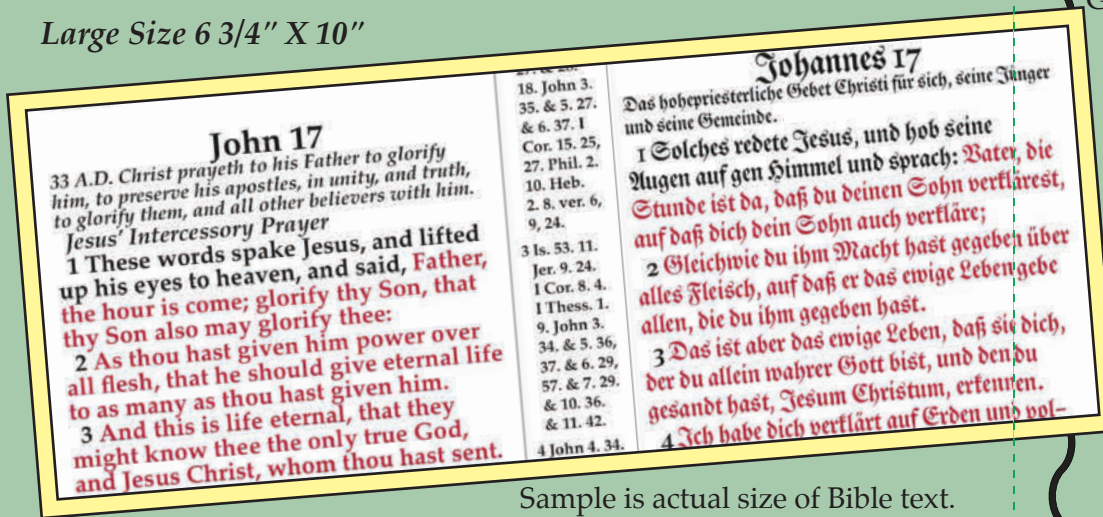 Large Size 6 3/4″ X 10″
John 17
33 A.D. Christ prayeth to his Father to glorify
him, to preserve his apostles, in unity, and truth,
to glorify them, and all other believers with him.
Jesus' Intercessory Prayer
1 These words spake Jesus, and lifted
up his eyes to heaven, and said, Father,
the hour is come; glorify thy Son, that
thy Son also may glorify thee:
2 As thou hast given him power over
all flesh, that he should give eternal life
to as many as thou hast given him.
3 And this is life eternal, that they
might know thee the only true God,
and Jesus Christ, whom thou hast sent.
18. John 3.
35. & 5. 27.
& 6. 37. I
Cor. 15. 25,
27. Phil. 2.
10. Heb.
2. 8. ver. 6,
9, 24.
3 Is. 53. 11.
Jer. 9. 24.
I Cor. 8. 4.
I Thess. 1.
9. John 3.
34. & 5. 36,
37. & 6. 29,
57. & 7. 29.
& 10. 36.
& 11. 42.
4 John 4. 34.
Johannes 17
Das hohepriesterliche Gebet Christi für sich, seine Jünger
und seine Gemeinde.
1 Solches redete Jesus, und hob seine
Augen auf gen Himmel und sprach: Vater, die
Stunde ist da, daß du deinen Sohn verklärest,
auf daß dich dein Sohn auch verkläre;
2 Gleichwie du ihm Macht hast gegeben über
alles Fleisch, auf daß er das ewige Leben gebe
allen, die du ihm gegeben hast.
3 Das ist aber das ewige Leben, daß sie dich,
der du allein wahrer Gott bist, und den du
gesandt hast, Jesum Christum, erkennen.
4 Ich habe dich verklärt auf Erden und vol-
Sample is actual size of Bible text.